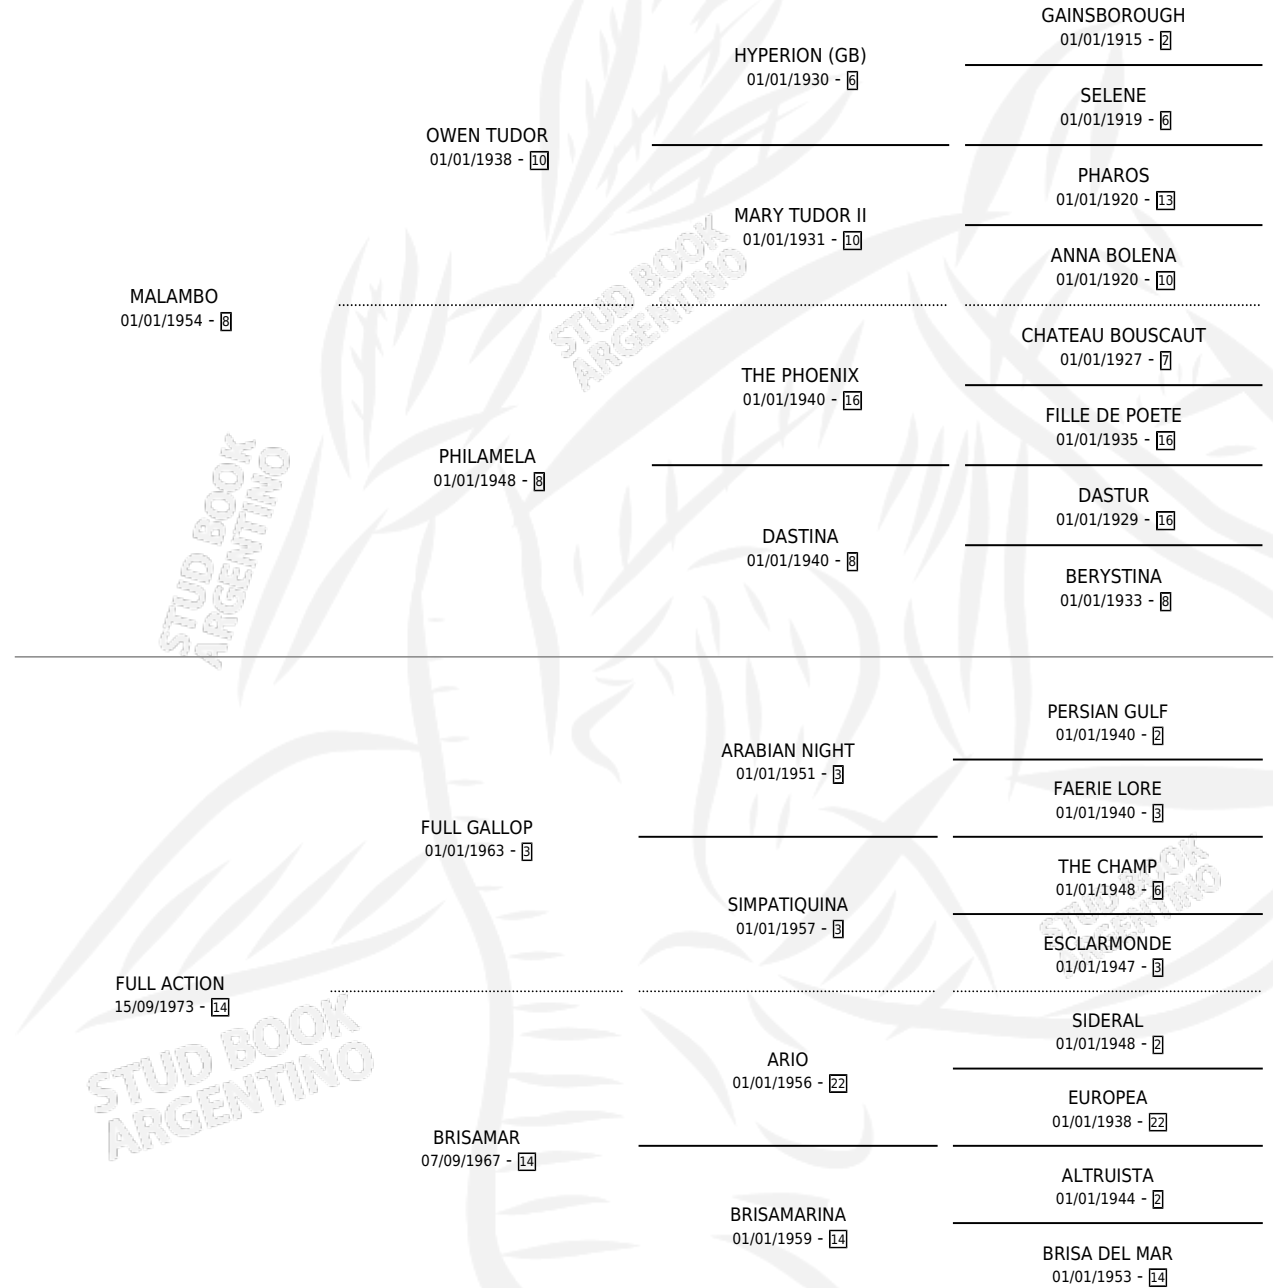 GAINSBOROUGH
01/01/1915 - 2
HYPERION (GB)
01/01/1930 - 6
SELENE
01/01/1919 - 6
OWEN TUDOR
01/01/1938 - 10
PHAROS
01/01/1920 - 13
MARY TUDOR II
01/01/1931 - 10
ANNA BOLENA
01/01/1920 - 10
MALAMBO
01/01/1954 - 8
STUD BOOK
ARGENTINO
CHATEAU BOUSCAUT
01/01/1927 - 7
THE PHOENIX
01/01/1940 - 16
FILLE DE POETE
01/01/1935 - 16
PHILAMELA
01/01/1948 - 8
DASTUR
01/01/1929 - 16
DASTINA
01/01/1940 - 8
BERYSTINA
01/01/1933 - 8
STUD BOOK
ARGENTINO
PERSIAN GULF
01/01/1940 - 2
ARABIAN NIGHT
01/01/1951 - 3
FAERIE LORE
01/01/1940 - 3
FULL GALLOP
01/01/1963 - 3
THE CHAMP
01/01/1948 - 6
SIMPATIQUINA
01/01/1957 - 3
STUD BOOK
ARGENTINO
ESCLARMONDE
01/01/1947 - 3
FULL ACTION
15/09/1973 - 14
SIDERAL
01/01/1948 - 2
ARIO
01/01/1956 - 22
STUD BOOK
ARGENTINO
EUROPEA
01/01/1938 - 22
BRISAMAR
07/09/1967 - 14
ALTRUISTA
01/01/1944 - 2
BRISAMARINA
01/01/1959 - 14
BRISA DEL MAR
01/01/1953 - 14